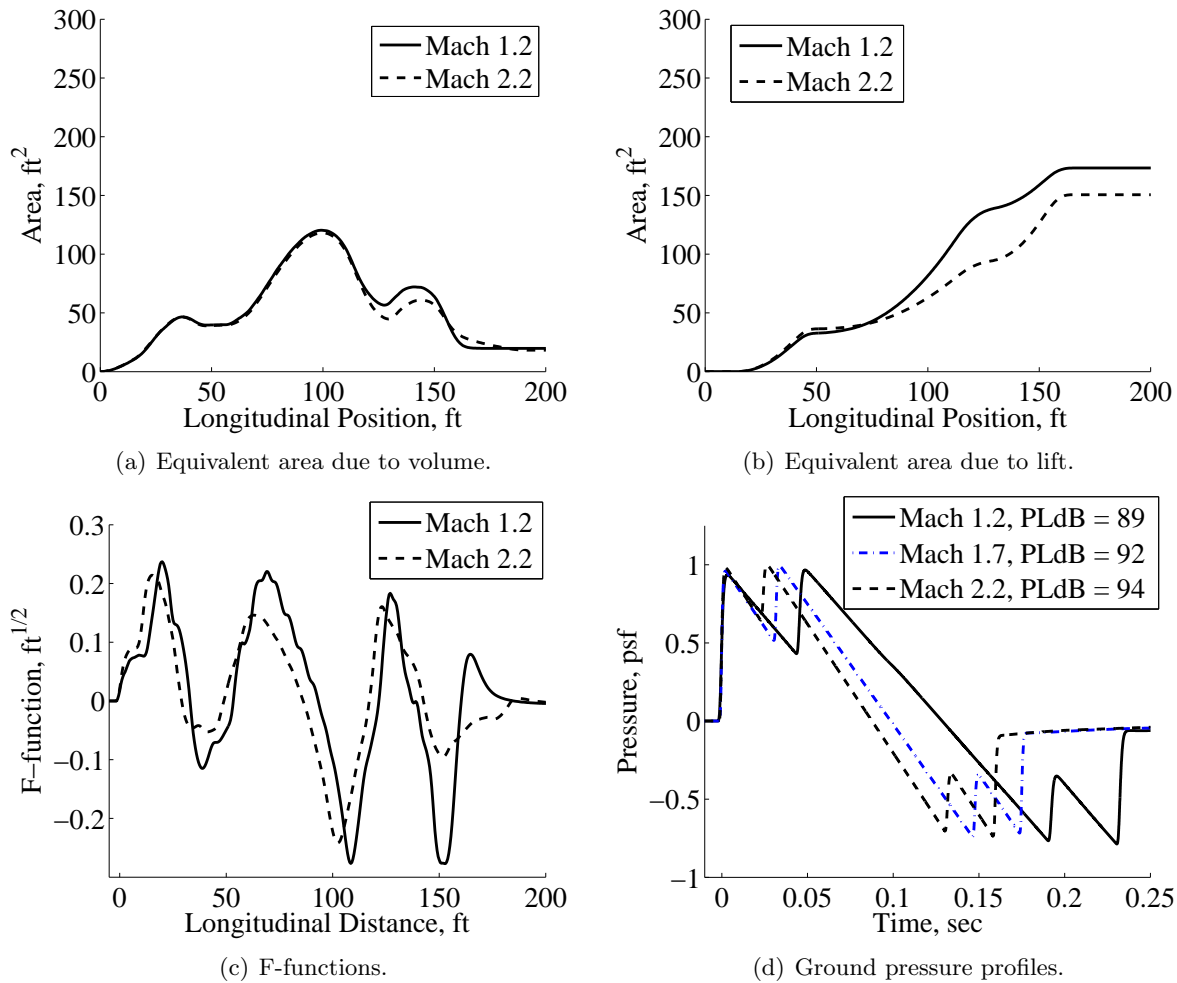 300
250
200
150
100
50
0
Area, ft2
Mach 1.2
Mach 2.2
0 50 100 150 200
Longitudinal Position, ft
(a) Equivalent area due to volume.
300
250
200
150
100
50
0
Area, ft2
Mach 1.2
Mach 2.2
0 50 100 150 200
Longitudinal Position, ft
(b) Equivalent area due to lift.
0.3
0.2
0.1
0
−0.1
−0.2
F−function, ft1/2
Mach 1.2
Mach 2.2
0 50 100 150 200
Longitudinal Distance, ft
(c) F-functions.
1
0.5
0
−0.5
−1
Pressure, psf
Mach 1.2, PLdB = 89
Mach 1.7, PLdB = 92
Mach 2.2, PLdB = 94
0 0.05 0.1 0.15 0.2 0.25
Time, sec
(d) Ground pressure profiles.